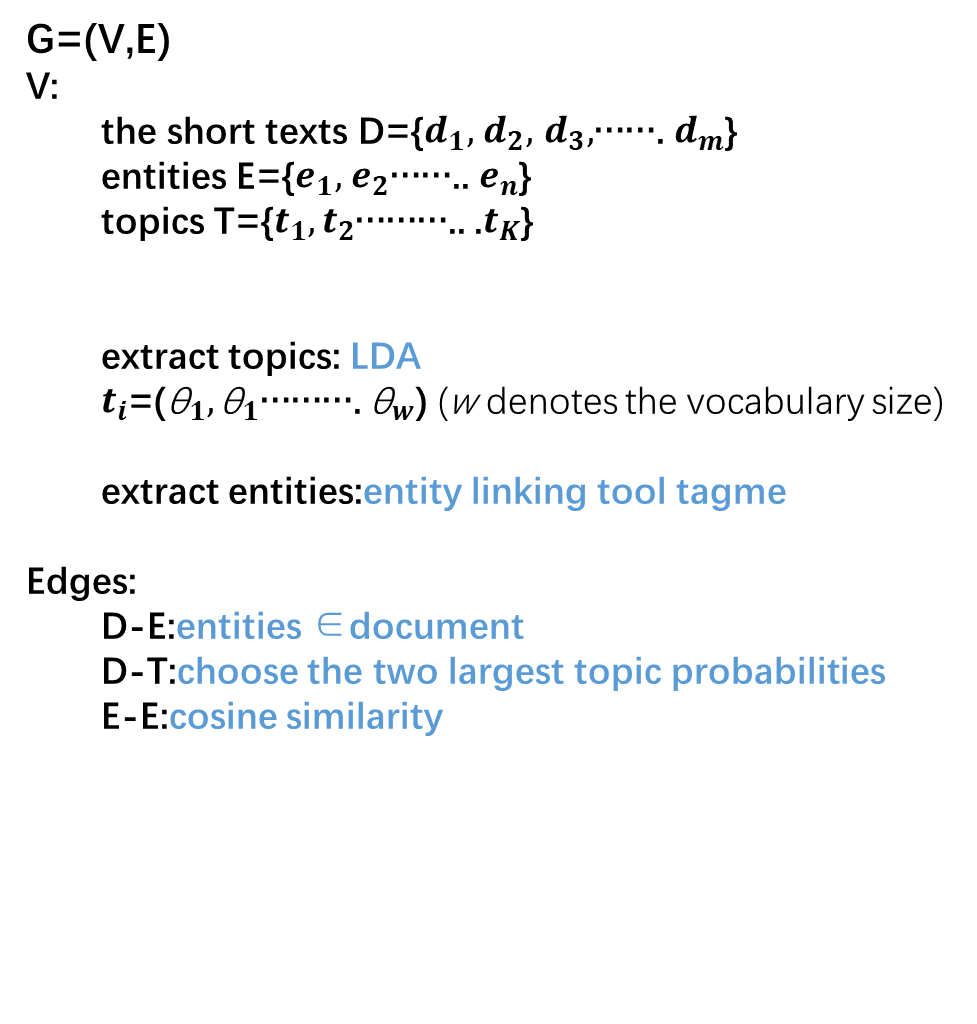 G=(V,E)
V:
the short texts D={d₁, d₂, d₃,⋯⋯. dₘ}
entities E={e₁, e₂⋯⋯.. eₙ}
topics T={t₁, t₂⋯⋯⋯.. .t_K}
extract topics: LDA
tᵢ=(θ₁, θ₁⋯⋯⋯. θ_w) (w denotes the vocabulary size)
extract entities:entity linking tool tagme
Edges:
D-E:entities ∈document
D-T:choose the two largest topic probabilities
E-E:cosine similarity